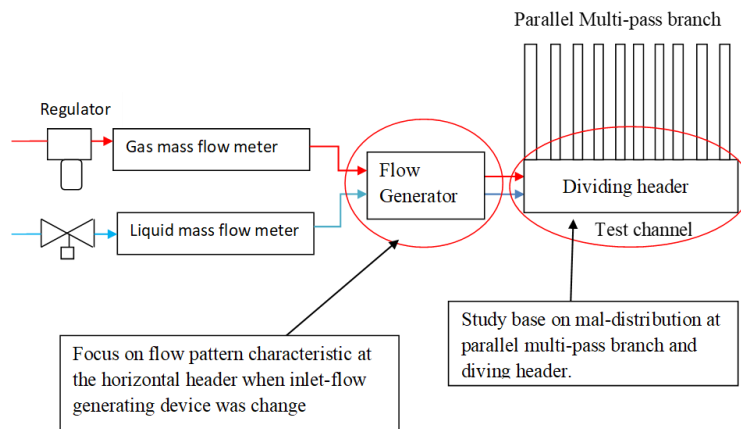 Parallel Multi-pass branch
Regulator
Gas mass flow meter
Flow
Generator
Dividing header
Liquid mass flow meter
Test channel
Focus on flow pattern characteristic at
the horizontal header when inlet-flow
generating device was change
Study base on mal-distribution at
parallel multi-pass branch and
diving header.